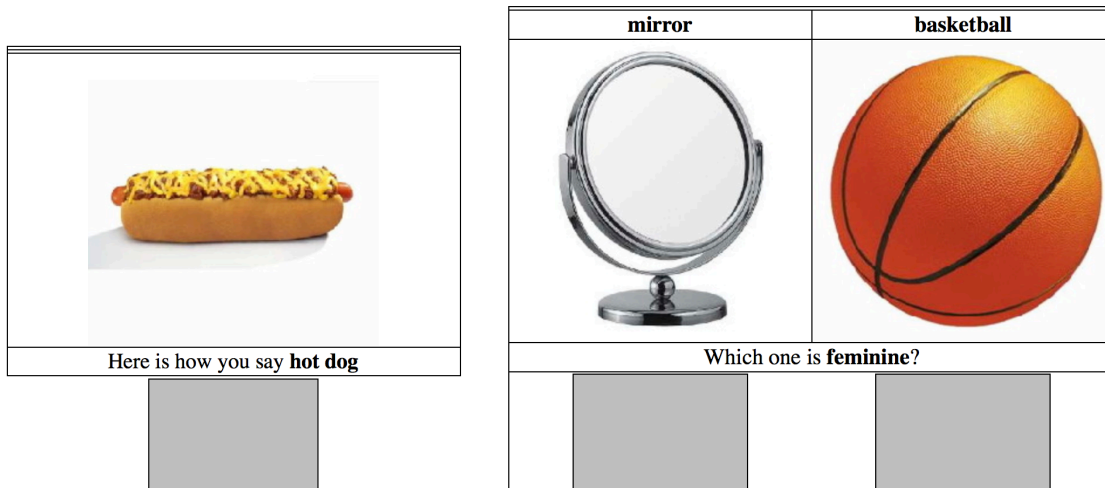 Here is how you say hot dog
mirror
basketball
Which one is feminine?